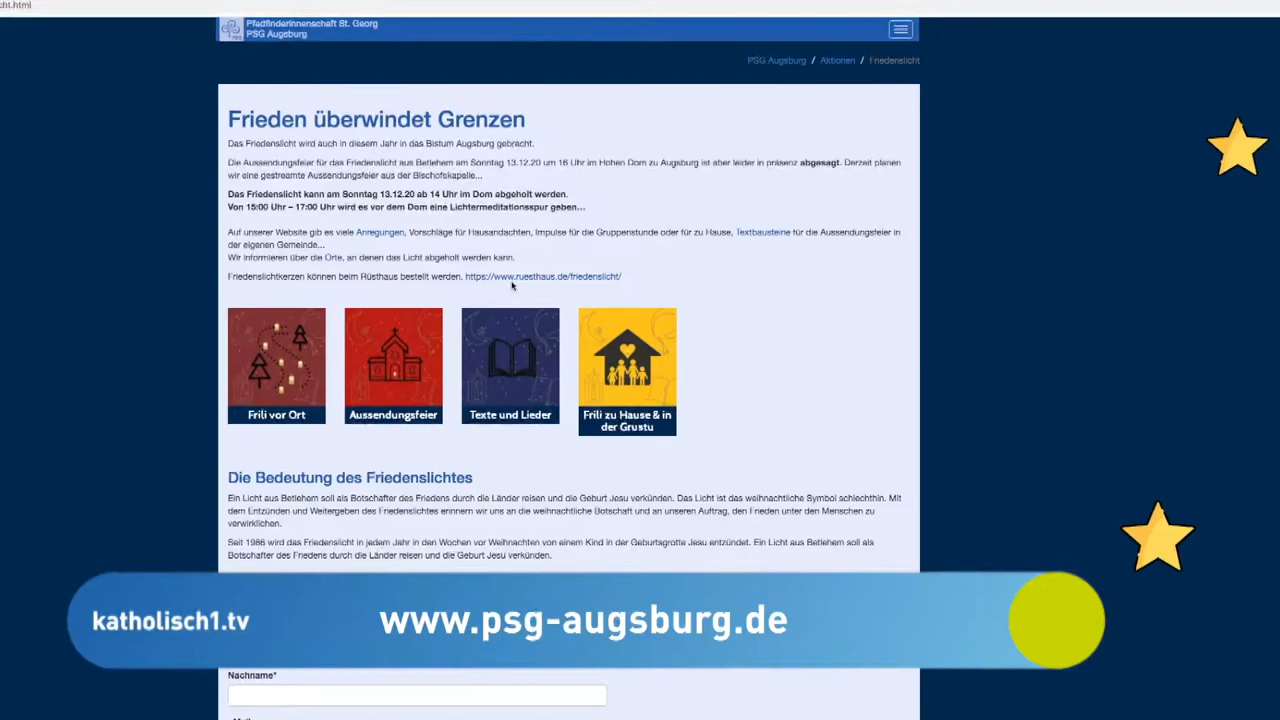 cht.html
PfadfinderInnenschaft St. Georg
PSG Augsburg
PSG Augsburg / Aktionen / Friedenslicht
Frieden überwindet Grenzen
Das Friedenslicht wird auch in diesem Jahr in das Bistum Augsburg gebracht.
Die Aussendungsfeier für das Friedenslicht aus Betlehem am Sonntag 13.12.20 um 16 Uhr im Hohen Dom zu Augsburg ist aber leider in präsenz abgesagt. Derzeit planen
wir eine gestreamte Aussendungsfeier aus der Bischofskapelle...
Das Friedenslicht kann am Sonntag 13.12.20 ab 14 Uhr im Dom abgeholt werden.
Von 15:00 Uhr – 17:00 Uhr wird es vor dem Dom eine Lichtermeditationsspur geben...
Auf unserer Website gib es viele Anregungen, Vorschläge für Hausandachten, Impulse für die Gruppenstunde oder für zu Hause, Textbausteine für die Aussendungsfeier in
der eigenen Gemeinde...
Wir informieren über die Orte, an denen das Licht abgeholt werden kann.
Friedenslichtkerzen können beim Rüsthaus bestellt werden. https://www.ruesthaus.de/friedenslicht/
Frili vor Ort
Aussendungsfeier
Texte und Lieder
Frili zu Hause & in
der Grustu
Die Bedeutung des Friedenslichtes
Ein Licht aus Betlehem soll als Botschafter des Friedens durch die Länder reisen und die Geburt Jesu verkünden. Das Licht ist das weihnachtliche Symbol schlechthin. Mit
dem Entzünden und Weitergeben des Friedenslichtes erinnern wir uns an die weihnachtliche Botschaft und an unseren Auftrag, den Frieden unter den Menschen zu
verwirklichen.
Seit 1986 wird das Friedenslicht in jedem Jahr in den Wochen vor Weihnachten von einem Kind in der Geburtsgrotte Jesu entzündet. Ein Licht aus Betlehem soll als
Botschafter des Friedens durch die Länder reisen und die Geburt Jesu verkünden.
katholisch1.tv
www.psg-augsburg.de
Nachname*